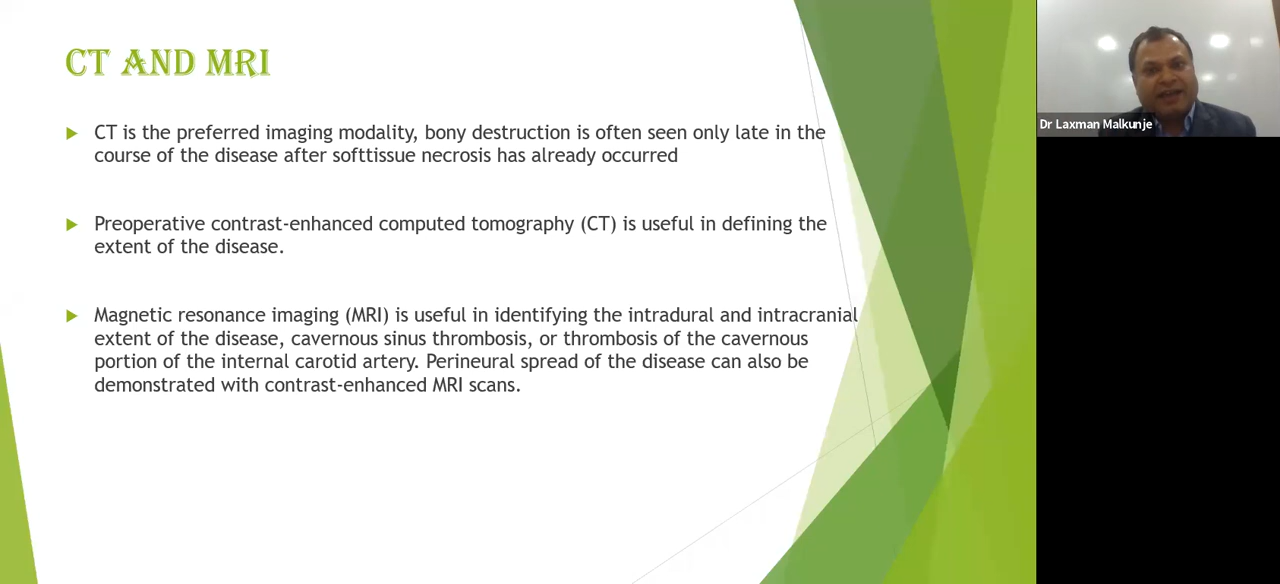 CT AND MRI
CT is the preferred imaging modality, bony destruction is often seen only late in the
course of the disease after softtissue necrosis has already occurred
Preoperative contrast-enhanced computed tomography (CT) is useful in defining the
extent of the disease.
Magnetic resonance imaging (MRI) is useful in identifying the intradural and intracranial
extent of the disease, cavernous sinus thrombosis, or thrombosis of the cavernous
portion of the internal carotid artery. Perineural spread of the disease can also be
demonstrated with contrast-enhanced MRI scans.
Dr Laxman Malkunje